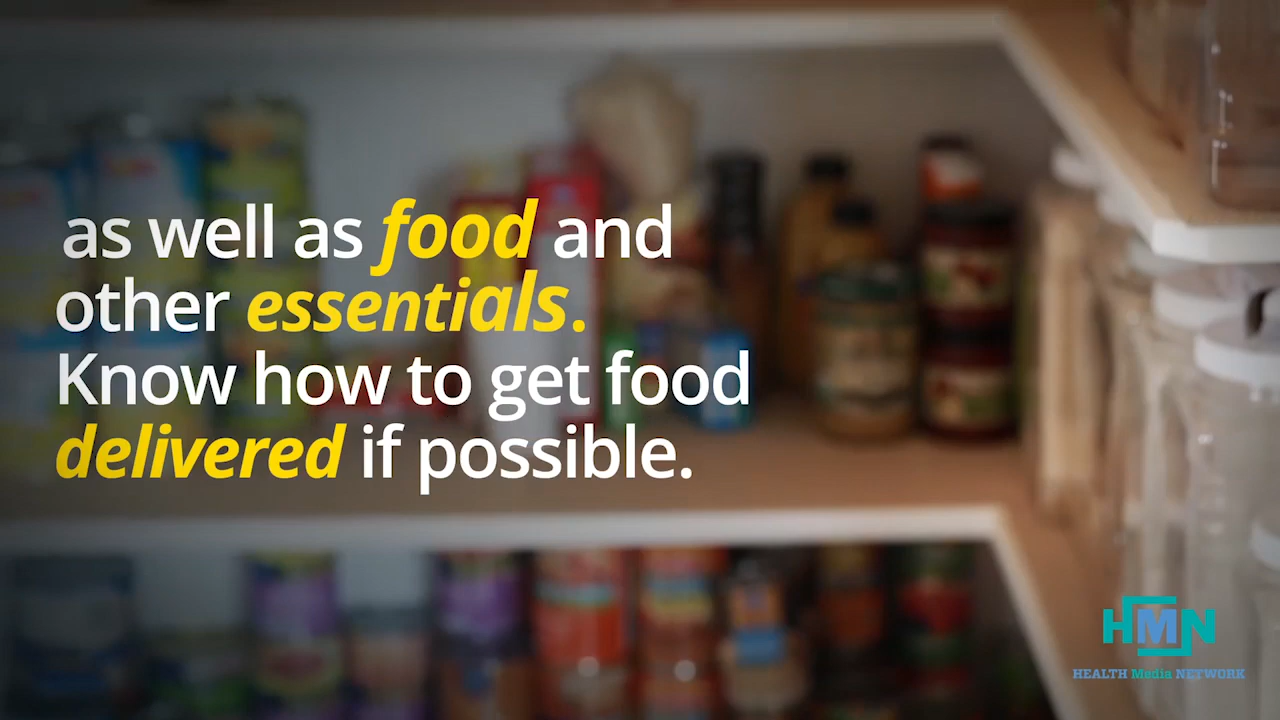 as well as food and
other essentials.
Know how to get food
delivered if possible.
HMN
HEALTH Media NETWORK